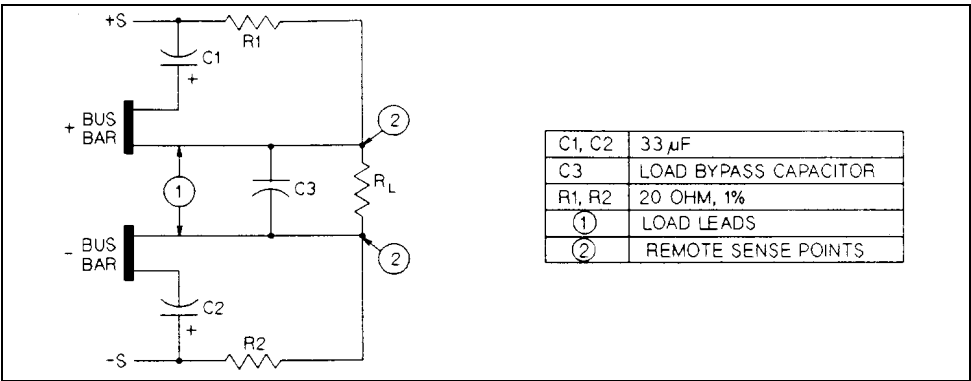 +S
R1
C1
+
+ BUS
BAR
2
1
C3
RL
- BUS
BAR
2
C2
+
R2
-S
C1, C2 33 µF
C3 LOAD BYPASS CAPACITOR
R1, R2 20 OHM, 1%
1 LOAD LEADS
2 REMOTE SENSE POINTS